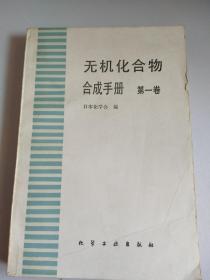 无机化合物
合成手册 第一卷
日本化学会 编
化学工业出版社